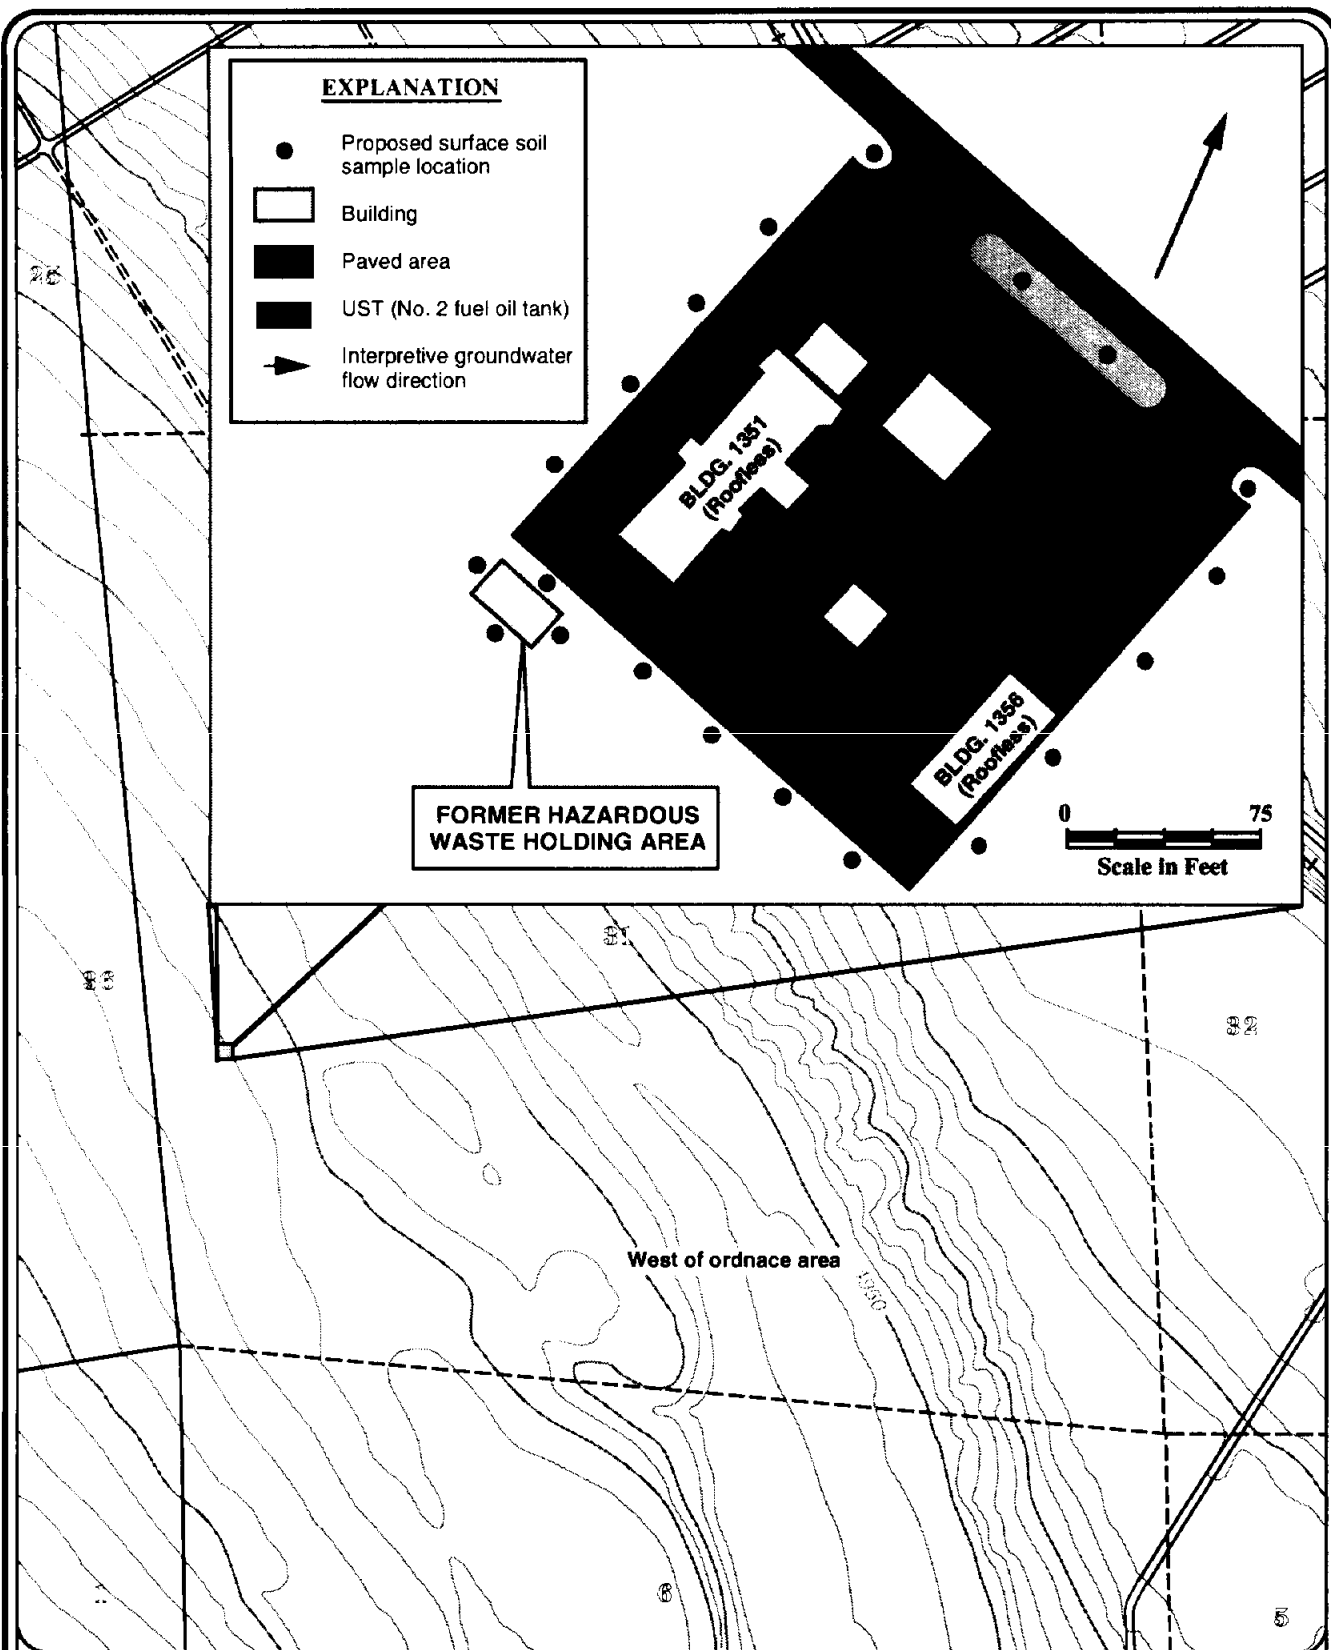 EXPLANATION
Proposed surface soil
sample location
Building
Paved area
UST (No. 2 fuel oil tank)
Interpretive groundwater
flow direction
BLDG. 1351
(Roofless)
BLDG. 1356
(Roofless)
FORMER HAZARDOUS
WASTE HOLDING AREA
0 75
Scale in Feet
31
32
West of ordnace area
6
5